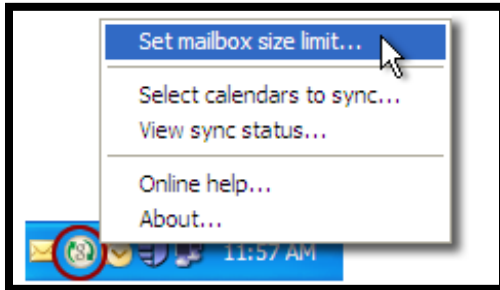 Set mailbox size limit...
Select calendars to sync...
View sync status...
Online help...
About...
11:57 AM